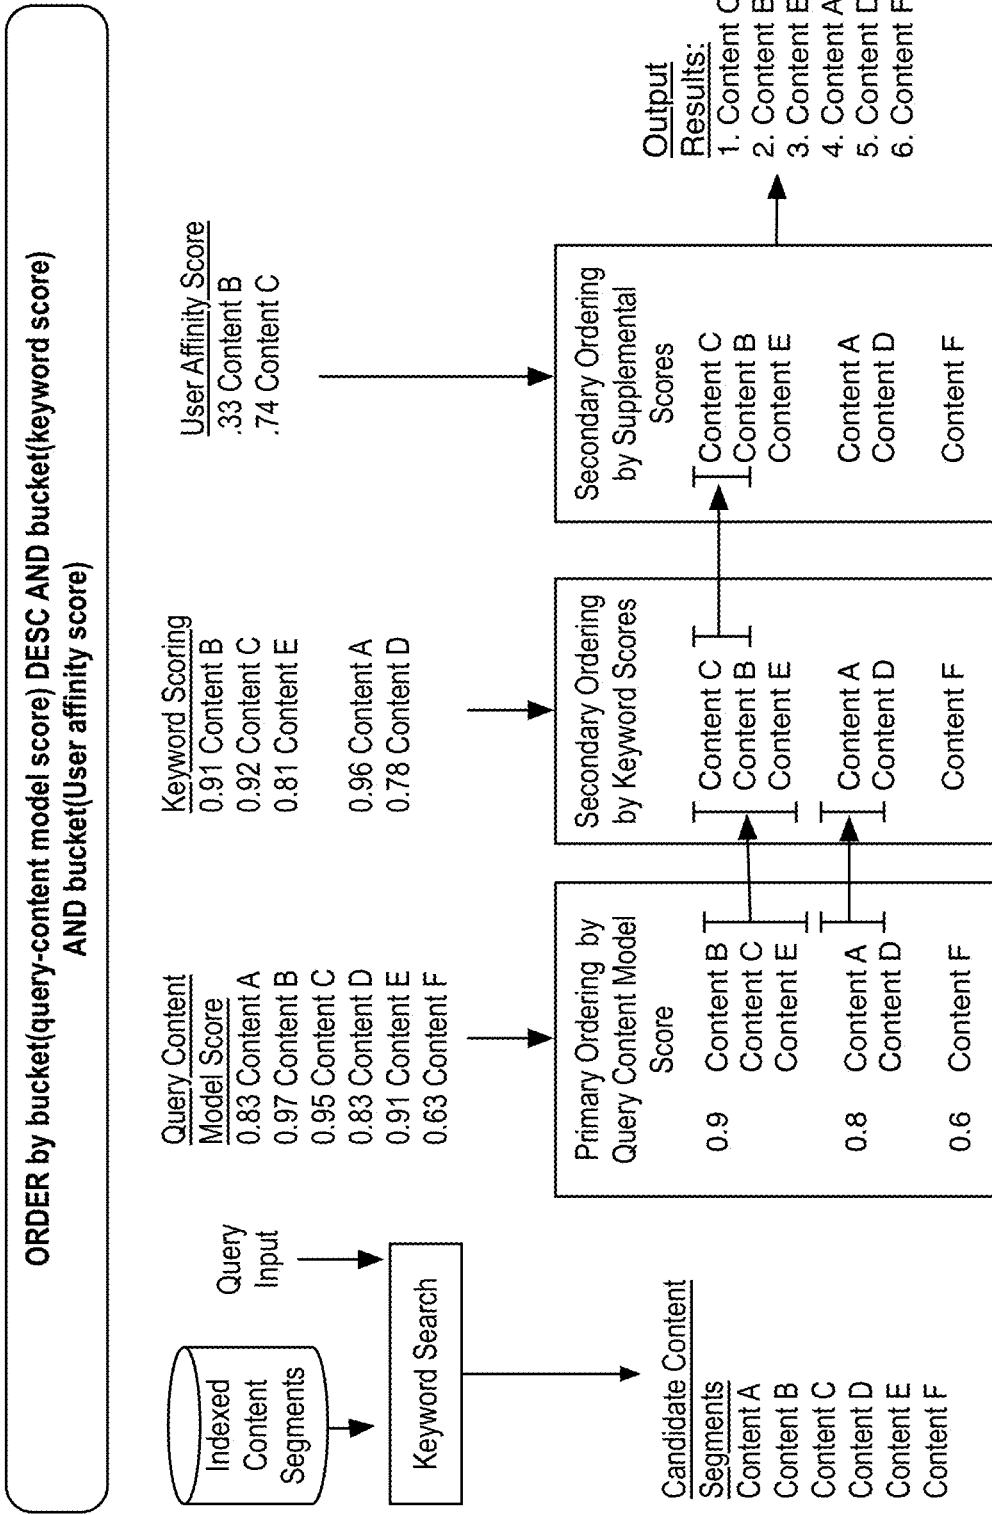 ORDER by bucket(query-content model score) DESC AND bucket(keyword score)
AND bucket(User affinity score)
Indexed
Content
Segments
Query
Input
Keyword Search
Candidate Content
Segments
Content A
Content B
Content C
Content D
Content E
Content F
Query Content
Model Score
0.83 Content A
0.97 Content B
0.95 Content C
0.83 Content D
0.91 Content E
0.63 Content F
Primary Ordering by
Query Content Model
Score
0.9 Content B
Content C
Content E
0.8 Content A
Content D
0.6 Content F
Keyword Scoring
0.91 Content B
0.92 Content C
0.81 Content E
0.96 Content A
0.78 Content D
Secondary Ordering
by Keyword Scores
Content C
Content B
Content E
Content A
Content D
Content F
User Affinity Score
.33 Content B
.74 Content C
Secondary Ordering
by Supplemental
Scores
Content C
Content B
Content E
Content A
Content D
Content F
Output
Results:
1. Content C
2. Content B
3. Content E
4. Content A
5. Content D
6. Content F